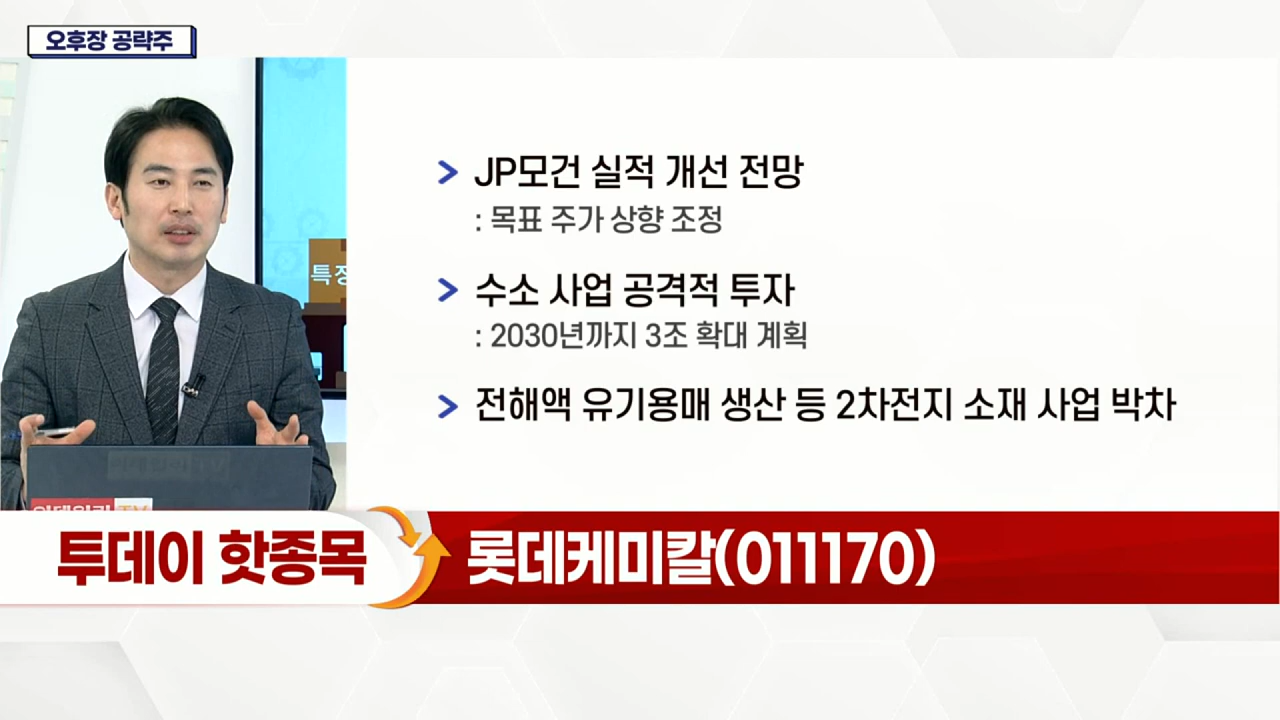 오후장 공략주
JP모건 실적 개선 전망
: 목표 주가 상향 조정
수소 사업 공격적 투자
: 2030년까지 3조 확대 계획
전해액 유기용매 생산 등 2차전지 소재 사업 박차
투데이 핫종목
롯데케미칼(011170)